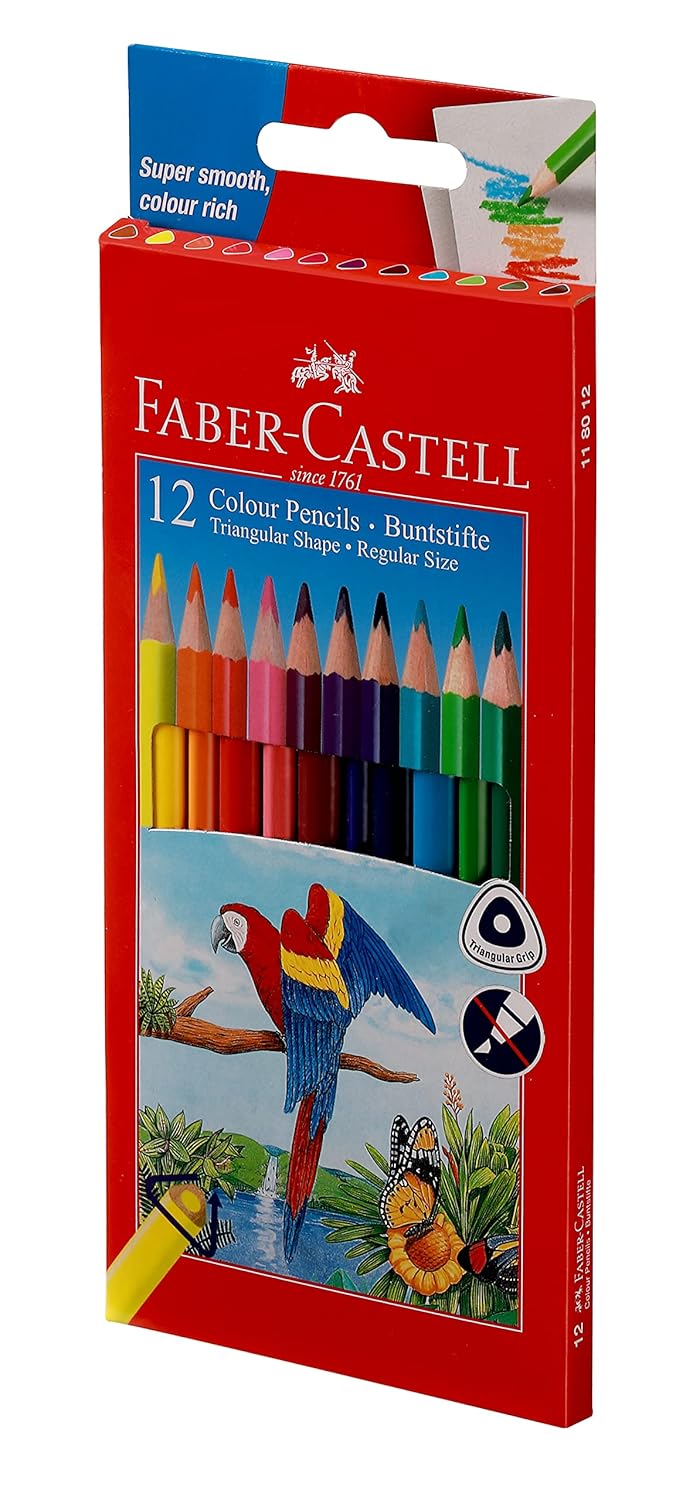 Super smooth,
colour rich
FABER-CASTELL
since 1761
12 Colour Pencils • Buntstifte
Triangular Shape • Regular Size
Triangular Grip
11 80 12
12 FABER-CASTELL
Colour Pencils • Buntstifte